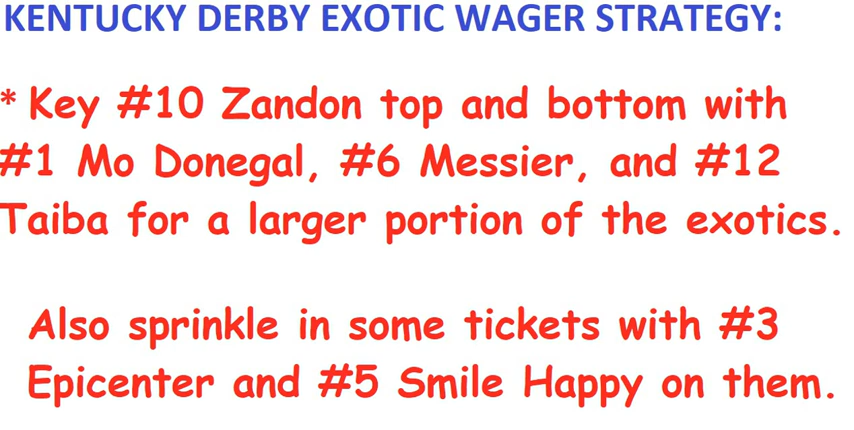 KENTUCKY DERBY EXOTIC WAGER STRATEGY:
* Key #10 Zandon top and bottom with
#1 Mo Donegal, #6 Messier, and #12
Taiba for a larger portion of the exotics.
Also sprinkle in some tickets with #3
Epicenter and #5 Smile Happy on them.